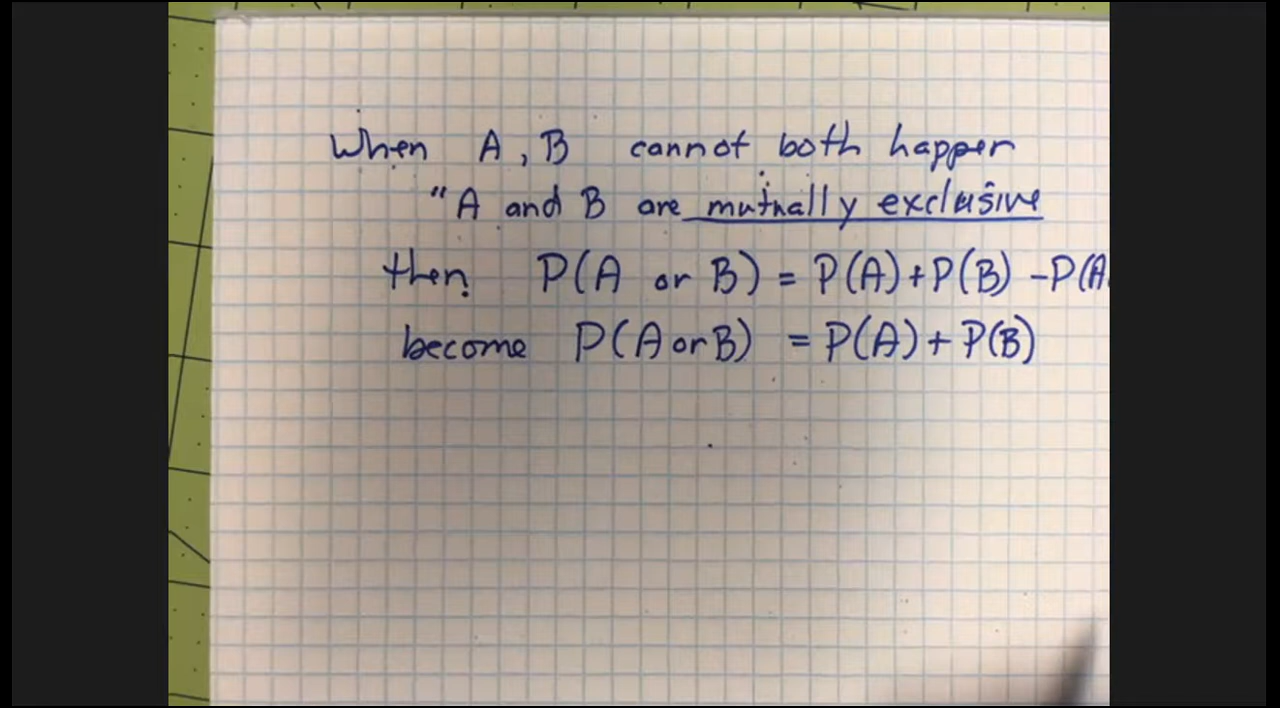 When A, B cannot both happen
"A and B are mutually exclusive
then P(A or B) = P(A) + P(B) - P(A
become P(A or B) = P(A) + P(B)